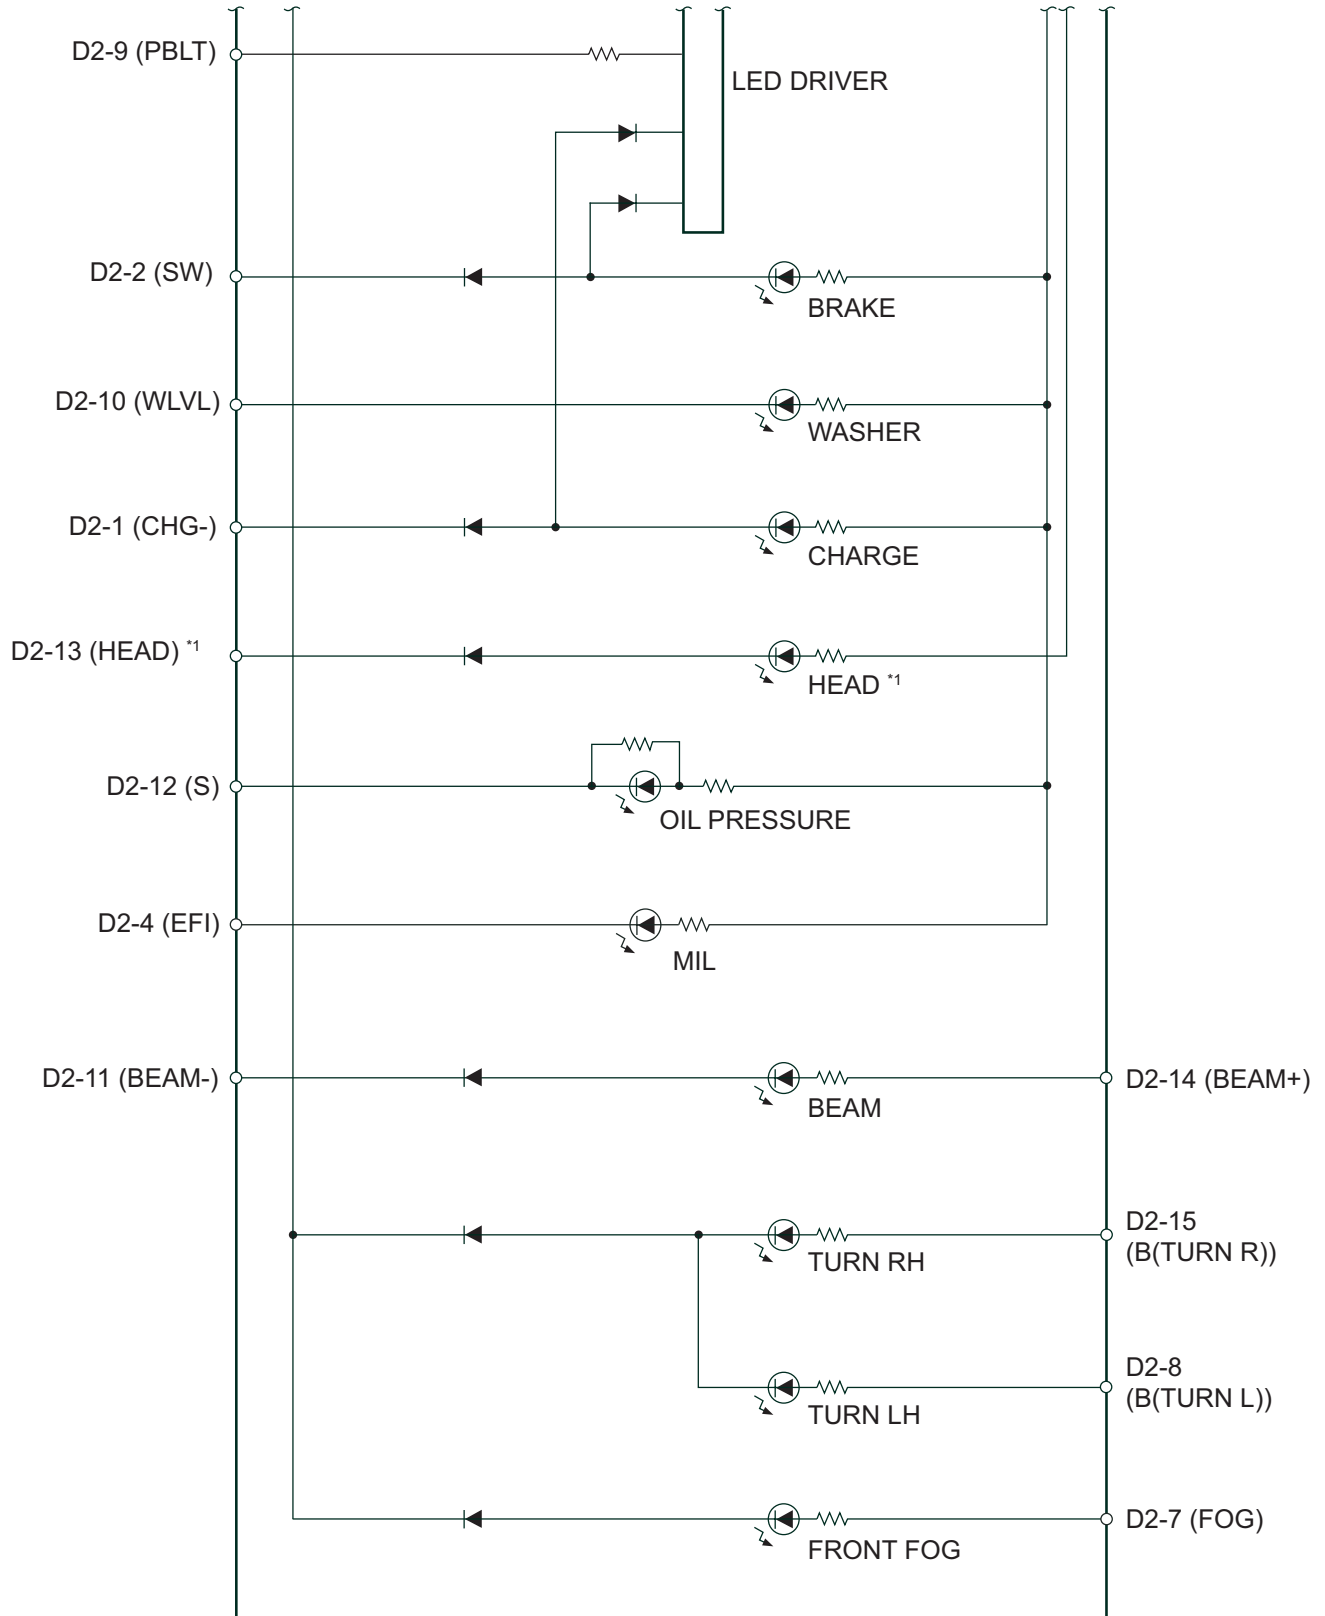 D2-9 (PBLT)
LED DRIVER
D2-2 (SW)
BRAKE
D2-10 (WLVL)
WASHER
D2-1 (CHG-)
CHARGE
D2-13 (HEAD) *1
HEAD *1
D2-12 (S)
OIL PRESSURE
D2-4 (EFI)
MIL
D2-11 (BEAM-)
D2-14 (BEAM+)
BEAM
D2-15
(B(TURN R))
TURN RH
D2-8
(B(TURN L))
TURN LH
D2-7 (FOG)
FRONT FOG